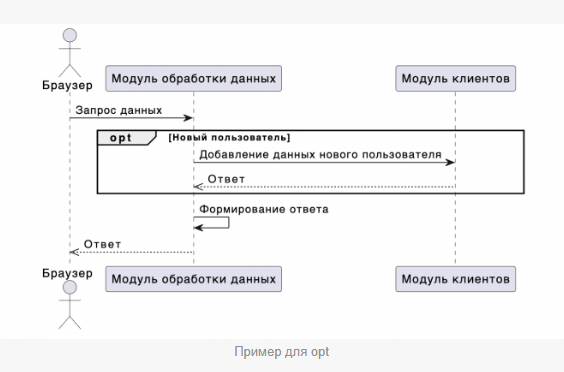 Браузер
Модуль обработки данных
Модуль клиентов
Запрос данных
opt
[Новый пользователь]
Добавление данных нового пользователя
Ответ
Формирование ответа
Ответ
Браузер
Модуль обработки данных
Модуль клиентов
Пример для opt